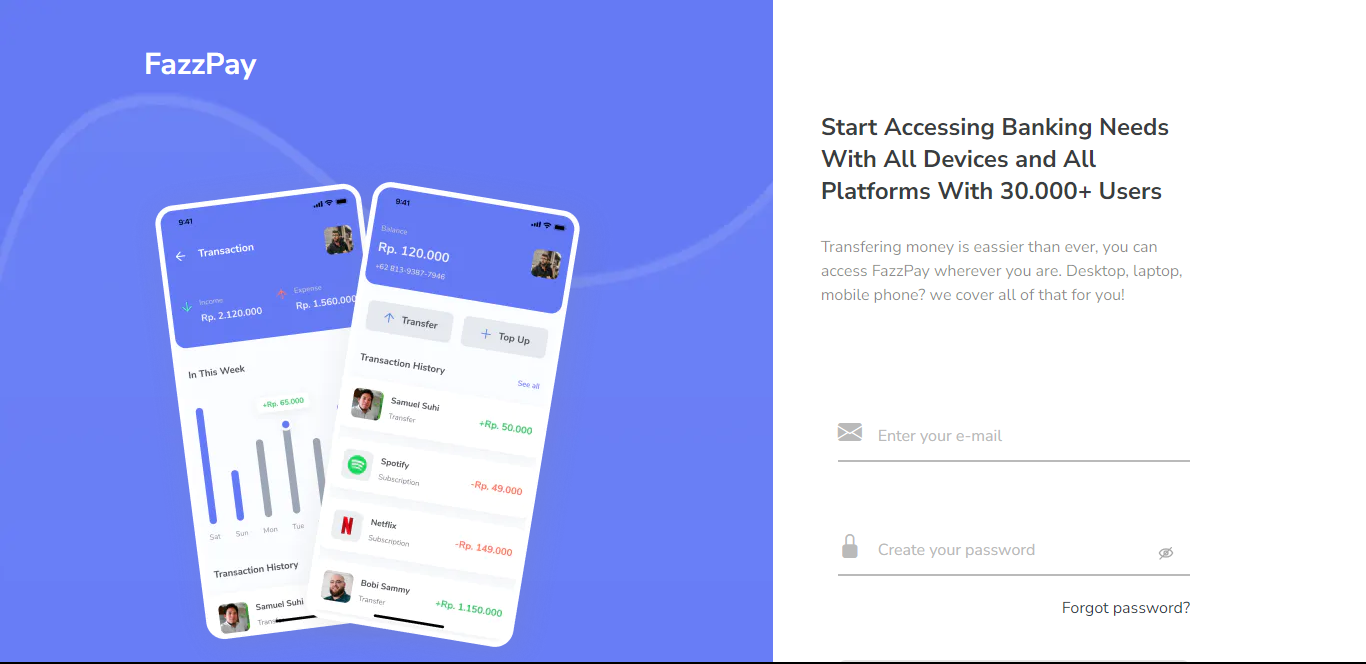 FazzPay
9:41
Transaction
Income
Rp. 2.120.000
Expense
Rp. 1.560.000
In This Week
+Rp. 65.000
Sat Sun Mon Tue
Transaction History
Samuel Suhi
9:41
Balance
Rp. 120.000
+62 813-9387-7946
Transfer
Top Up
Transaction History
See all
Samuel Suhi
Transfer
+Rp. 50.000
Spotify
Subscription
-Rp. 49.000
Netflix
Subscription
-Rp. 149.000
Bobi Sammy
Transfer
+Rp. 1.150.000
Start Accessing Banking Needs
With All Devices and All
Platforms With 30.000+ Users
Transfering money is eassier than ever, you can
access FazzPay wherever you are. Desktop, laptop,
mobile phone? we cover all of that for you!
Enter your e-mail
Create your password
Forgot password?